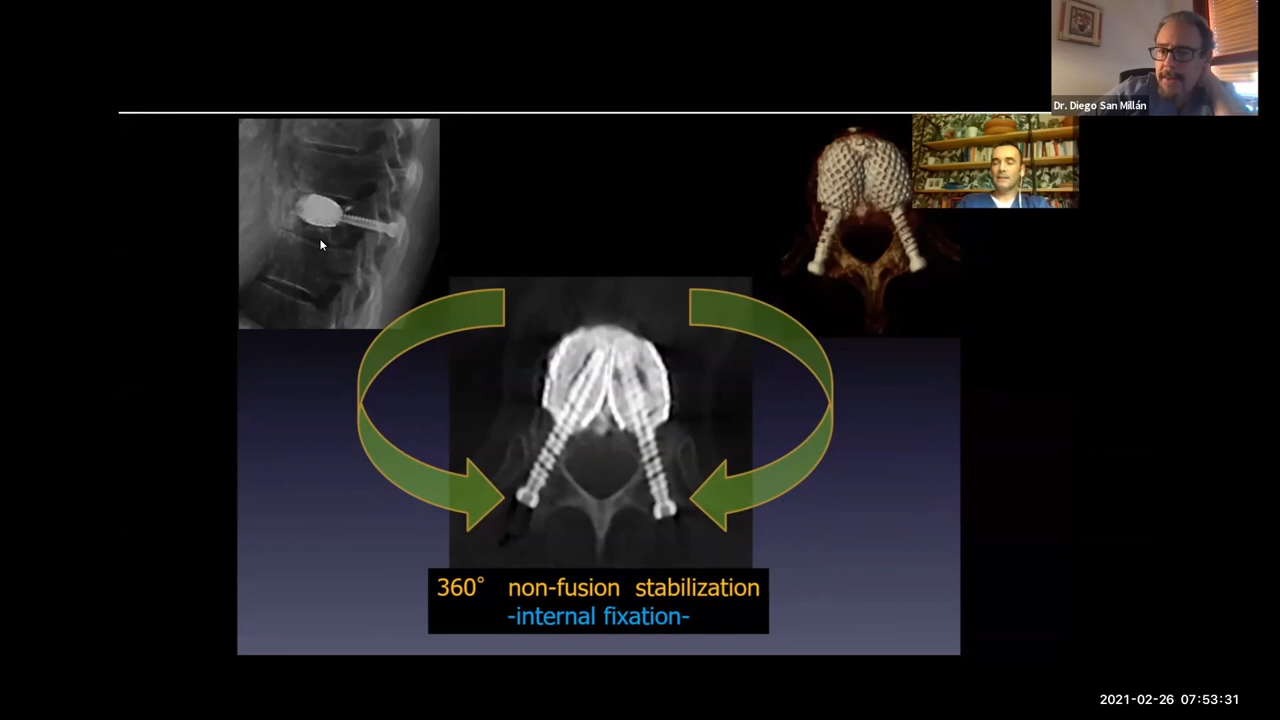 Dr. Diego San Millán
360° non-fusion stabilization
-internal fixation-
2021-02-26 07:53:31